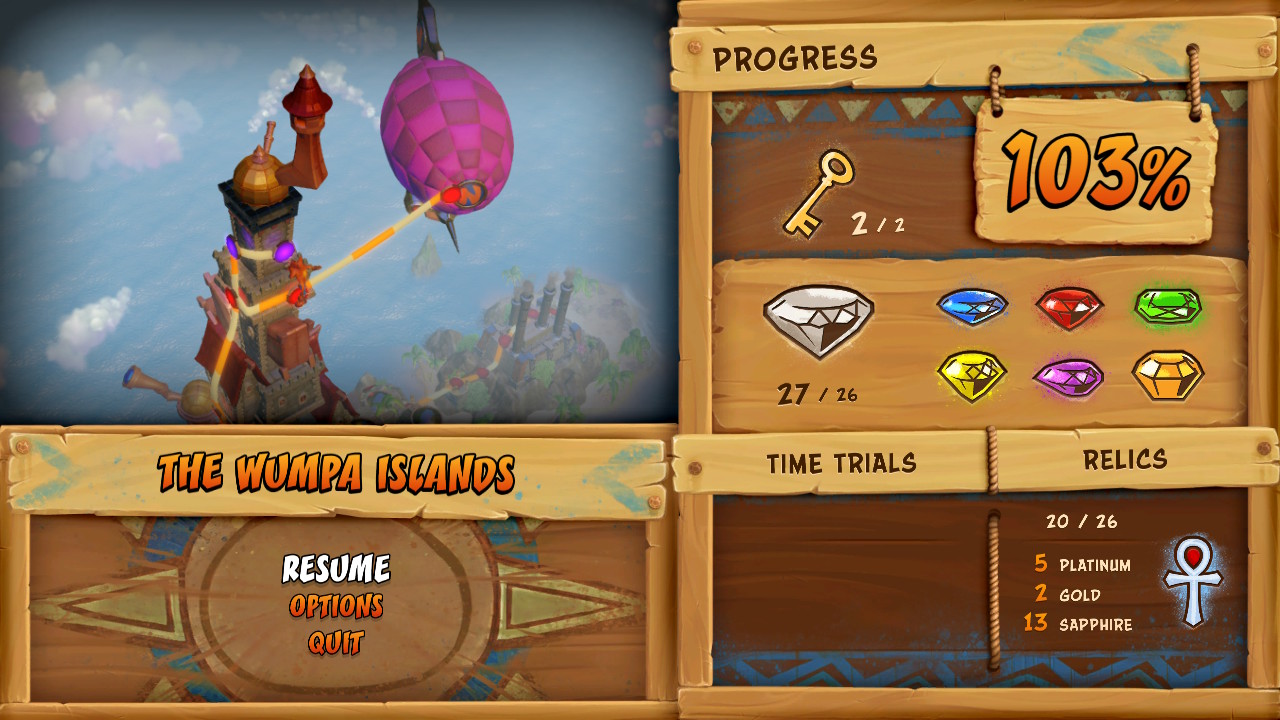 PROGRESS
103%
2 / 2
27 / 26
N
THE WUMPA ISLANDS
RESUME
OPTIONS
QUIT
TIME TRIALS
RELICS
20 / 26
5 PLATINUM
2 GOLD
13 SAPPHIRE